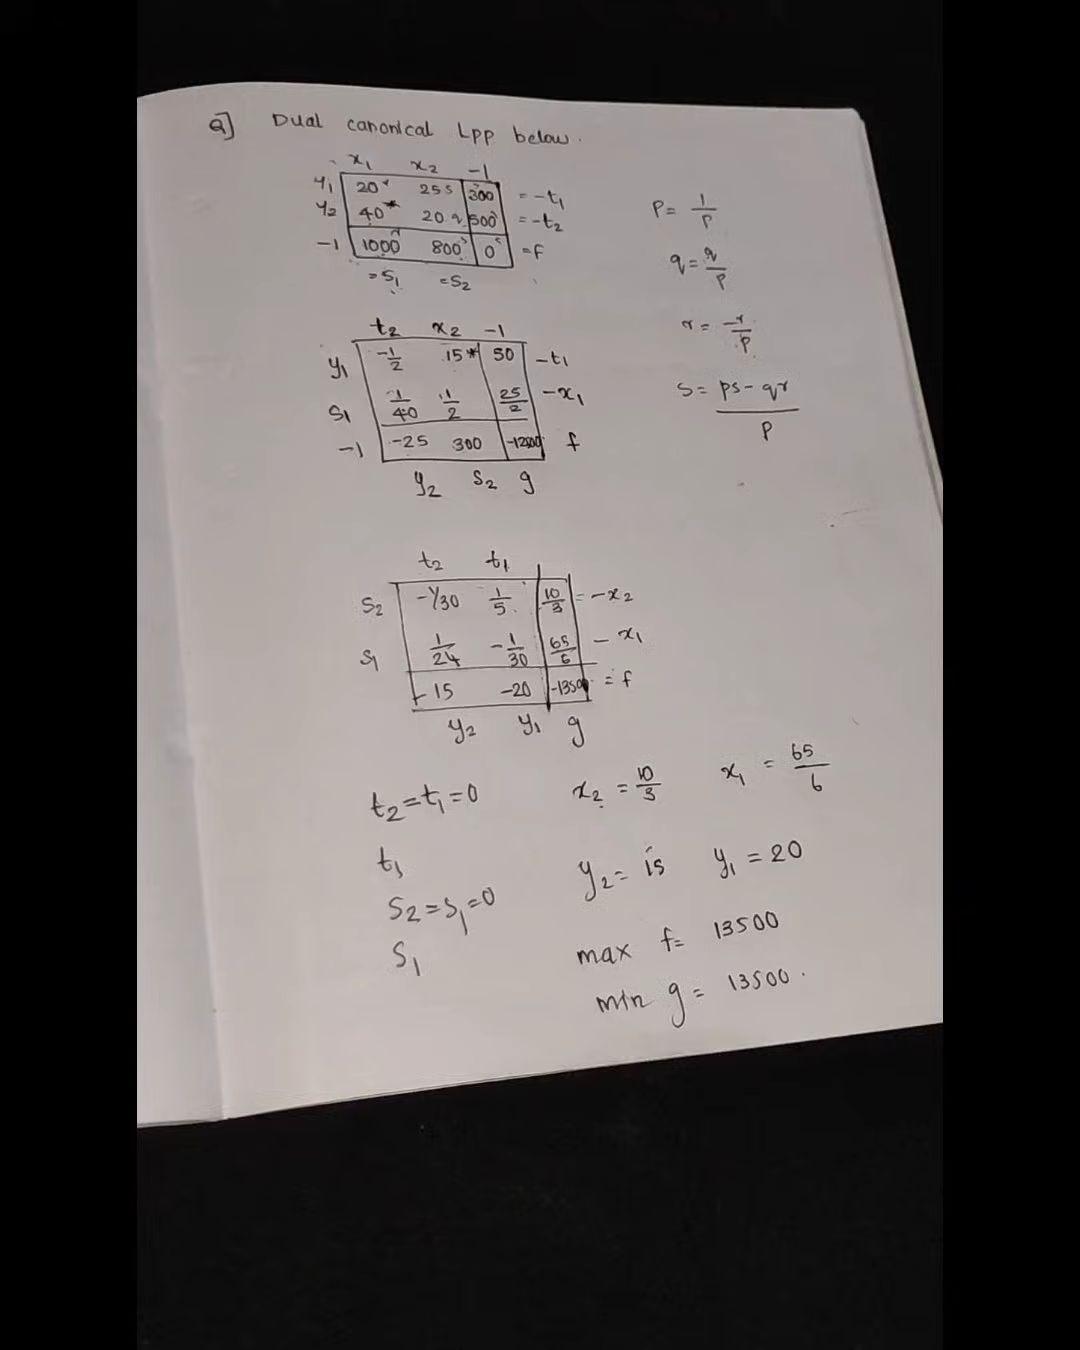 Q] Dual canonical Lpp below.
x₁ x₂ -1
y₁ 20 25 s 300 = -t₁
y₂ 40* 20 q 500 = -t₂
-1 1000 800 0 = f
= S₁ = S₂
P = 1/P
q = q/P
r = -r/P
S = ps - qr / P
t₂ x₂ -1
y₁ -1/2 15* 50 -t₁
S₁ 1/40 1/2 25/2 -x₁
-1 -25 300 f
y₂ S₂ g
t₂ t₁
S₂ -1/30 1/5 10/3 = -x₂
S₁ 1/24 -1/30 65/6 - x₁
-15 -20 = f
y₂ y₁ g
t₂ = t₁ = 0 x₂ = 10/3 x₁ = 65/6
t₁
y₂ = 15 y₁ = 20
S₂ = S₁ = 0
S₁
max f = 13500
min g = 13500.